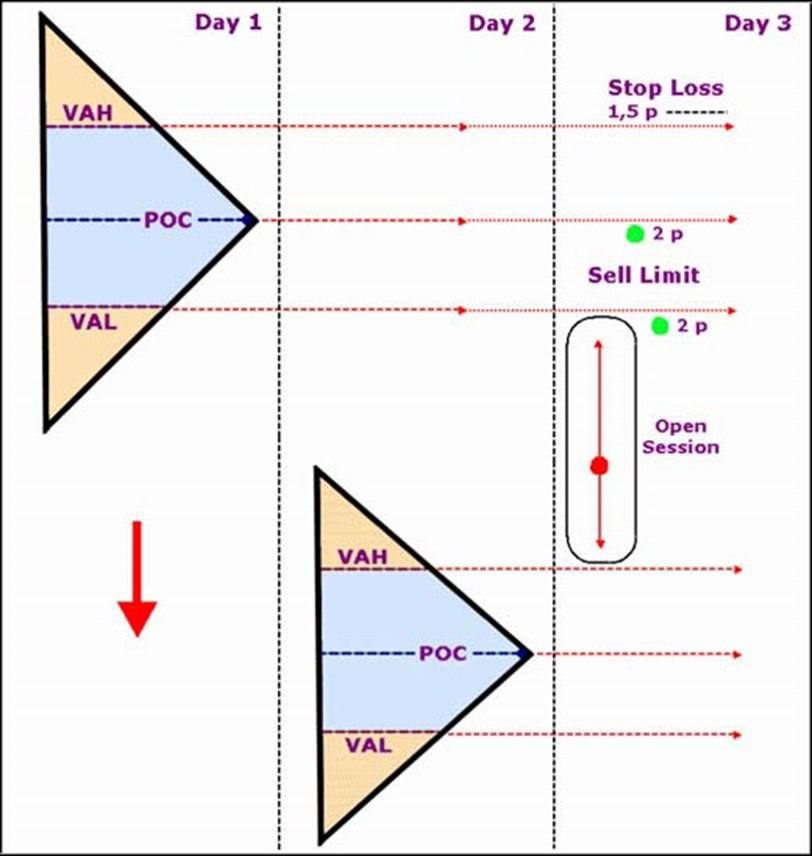 Day 1
Day 2
Day 3
Stop Loss
1,5 p
VAH
POC
2 p
Sell Limit
VAL
2 p
Open
Session
VAH
POC
VAL